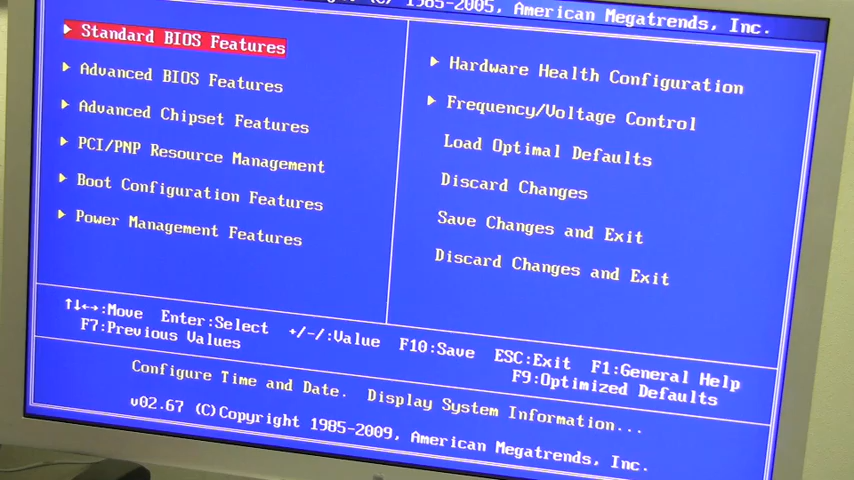 (C) 1985-2005, American Megatrends, Inc.
Standard BIOS Features
Advanced BIOS Features
Advanced Chipset Features
PCI/PNP Resource Management
Boot Configuration Features
Power Management Features
Hardware Health Configuration
Frequency/Voltage Control
Load Optimal Defaults
Discard Changes
Save Changes and Exit
Discard Changes and Exit
↑↓←→:Move Enter:Select +/-/:Value F10:Save ESC:Exit F1:General Help
F7:Previous Values F9:Optimized Defaults
Configure Time and Date. Display System Information...
v02.67 (C)Copyright 1985-2009, American Megatrends, Inc.